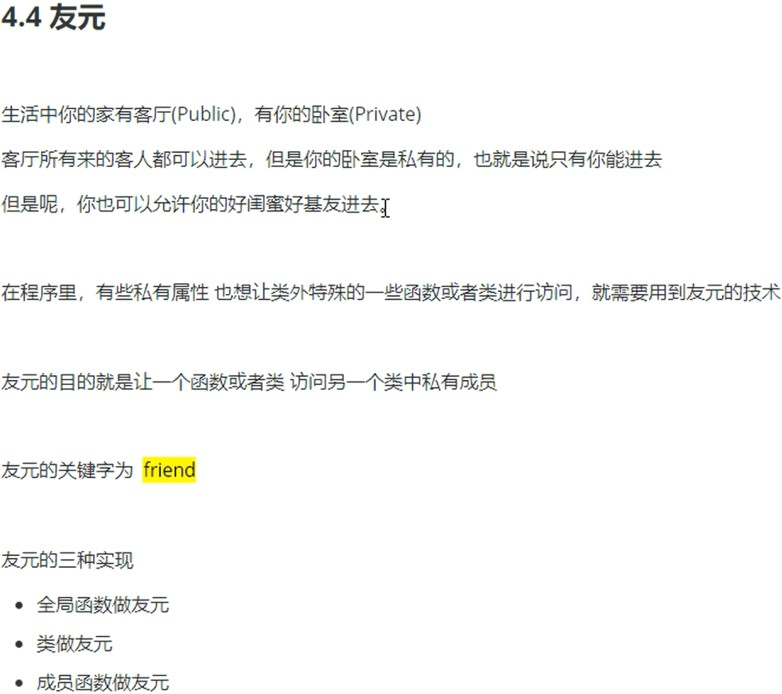 4.4 友元
生活中你的家有客厅(Public)，有你的卧室(Private)
客厅所有来的客人都可以进去，但是你的卧室是私有的，也就是说只有你能进去
但是呢，你也可以允许你的好闺蜜好基友进去。
在程序里，有些私有属性 也想让类外特殊的一些函数或者类进行访问，就需要用到友元的技术
友元的目的就是让一个函数或者类 访问另一个类中私有成员
友元的关键字为 friend
友元的三种实现
• 全局函数做友元
• 类做友元
• 成员函数做友元